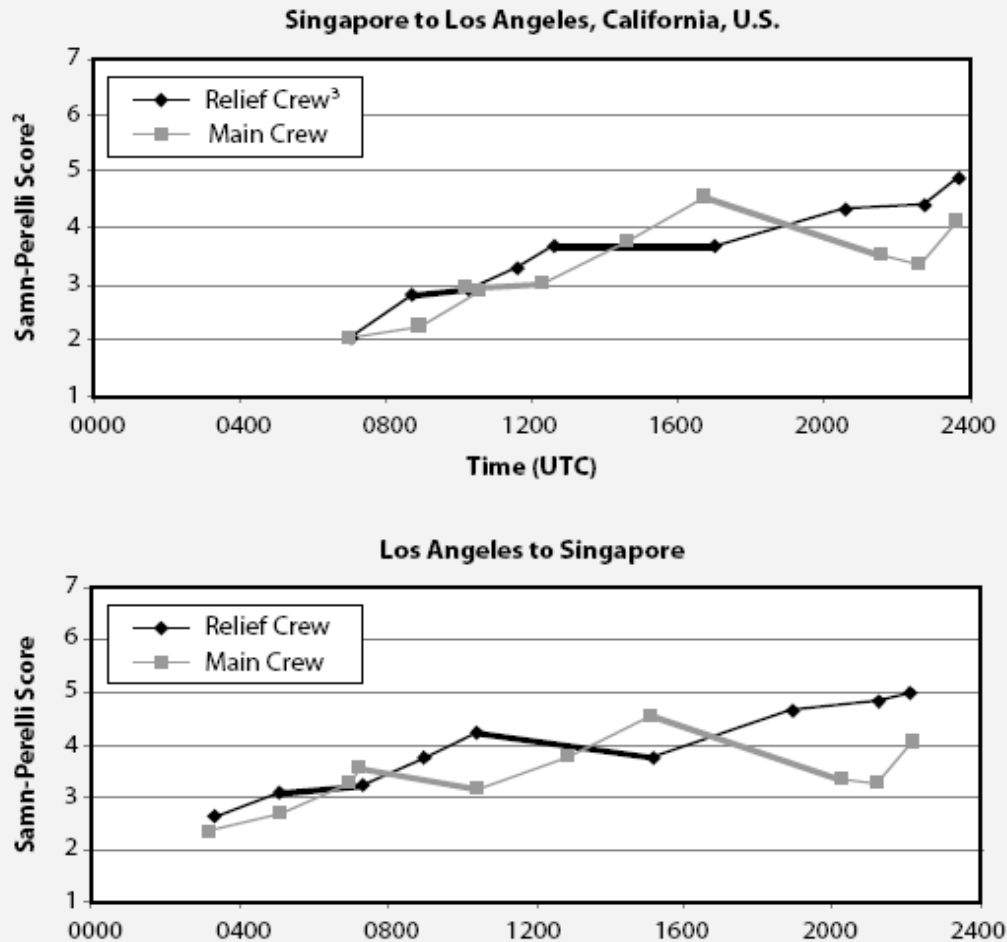 Singapore to Los Angeles, California, U.S.
7
6
5
4
3
2
1
Samn-Perelli Score²
Relief Crew³
Main Crew
0000 0400 0800 1200 1600 2000 2400
Time (UTC)
Los Angeles to Singapore
7
6
5
4
3
2
1
Samn-Perelli Score
Relief Crew
Main Crew
0000 0400 0800 1200 1600 2000 2400